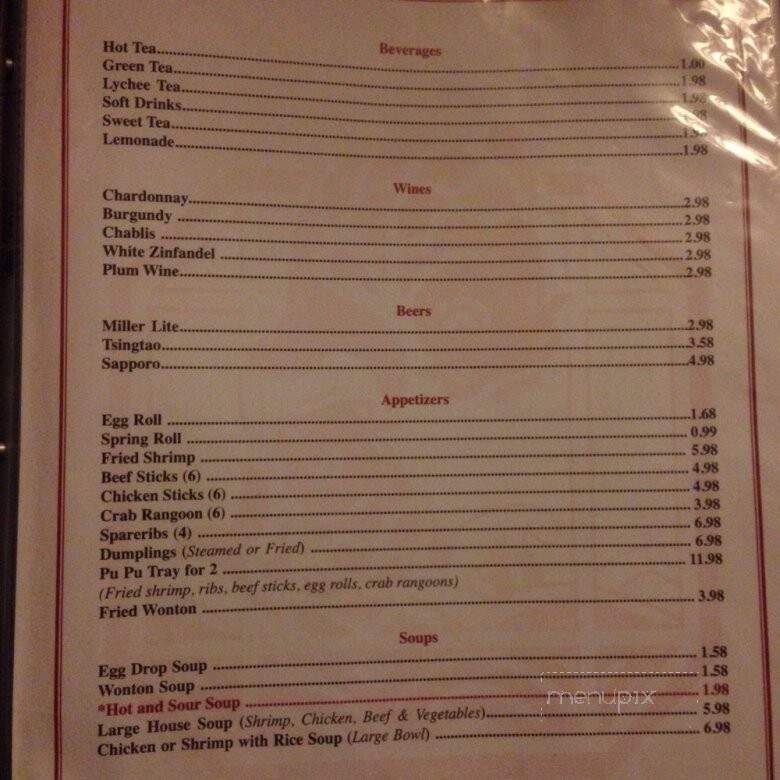 Beverages
Hot Tea 1.00
Green Tea 1.98
Lychee Tea 1.98
Soft Drinks
Sweet Tea
Lemonade 1.98
Wines
Chardonnay 2.98
Burgundy 2.98
Chablis 2.98
White Zinfandel 2.98
Plum Wine 2.98
Beers
Miller Lite 2.98
Tsingtao 3.58
Sapporo 4.98
Appetizers
Egg Roll 1.68
Spring Roll 0.99
Fried Shrimp 5.98
Beef Sticks (6) 4.98
Chicken Sticks (6) 4.98
Crab Rangoon (6) 3.98
Spareribs (4) 6.98
Dumplings (Steamed or Fried) 6.98
Pu Pu Tray for 2 11.98
(Fried shrimp, ribs, beef sticks, egg rolls, crab rangoons)
Fried Wonton 3.98
Soups
Egg Drop Soup 1.58
Wonton Soup 1.58
*Hot and Sour Soup 1.98
Large House Soup (Shrimp, Chicken, Beef & Vegetables) 5.98
Chicken or Shrimp with Rice Soup (Large Bowl) 6.98
menupix